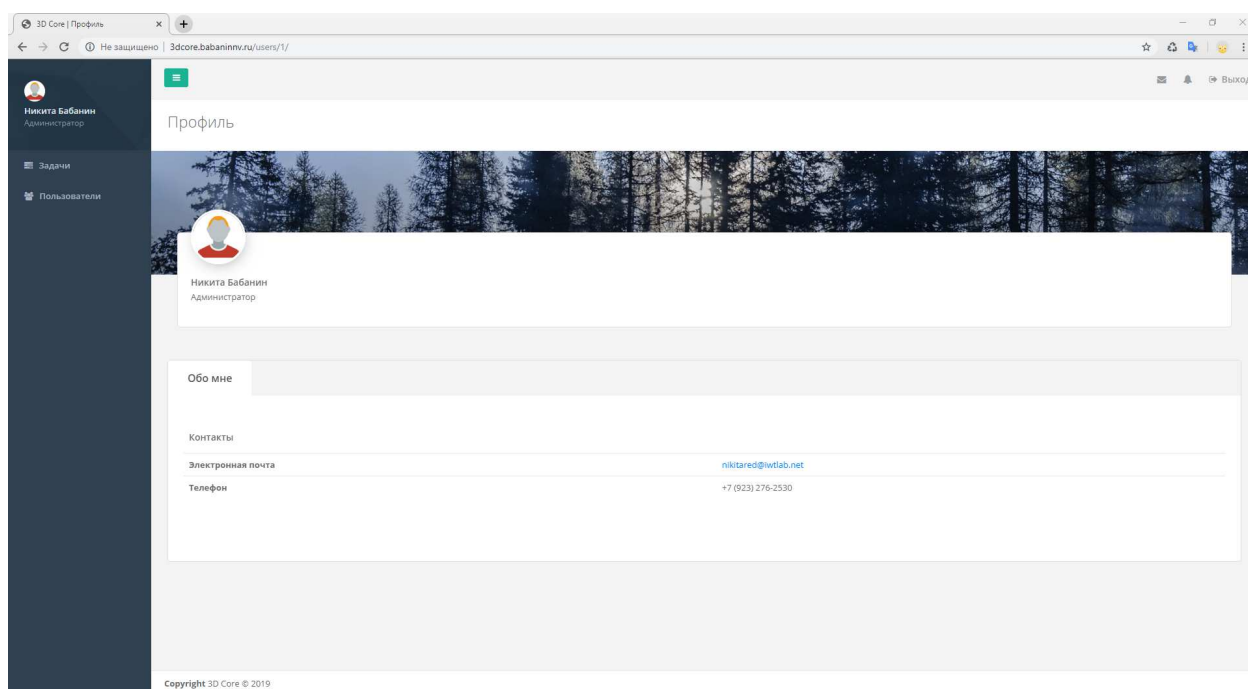 3D Core | Профиль
Не защищено | 3dcore.babaninnv.ru/users/1/
Никита Бабанин
Администратор
Выход
Профиль
Задачи
Пользователи
Никита Бабанин
Администратор
Обо мне
Контакты
Электронная почта nikitared@iwtlab.net
Телефон +7 (923) 276-2530
Copyright 3D Core © 2019